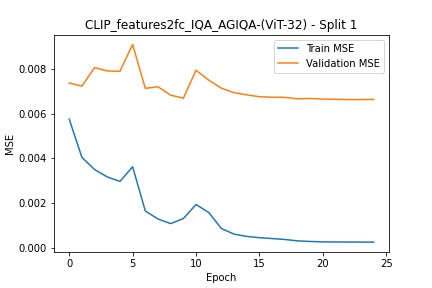 CLIP_features2fc_IQA_AGIQA-(ViT-32) - Split 1
Train MSE
Validation MSE
0.008
0.006
0.004
0.002
0.000
MSE
0 5 10 15 20 25
Epoch